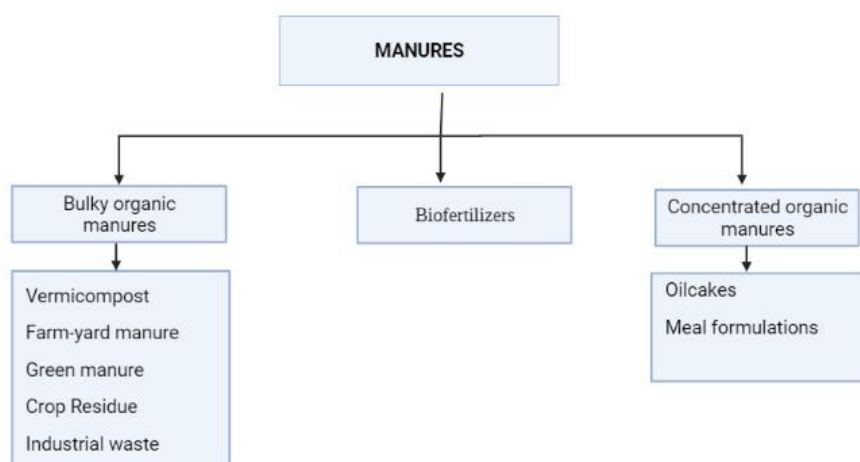 MANURES
Bulky organic
manures
Biofertilizers
Concentrated organic
manures
Vermicompost
Farm-yard manure
Green manure
Crop Residue
Industrial waste
Oilcakes
Meal formulations